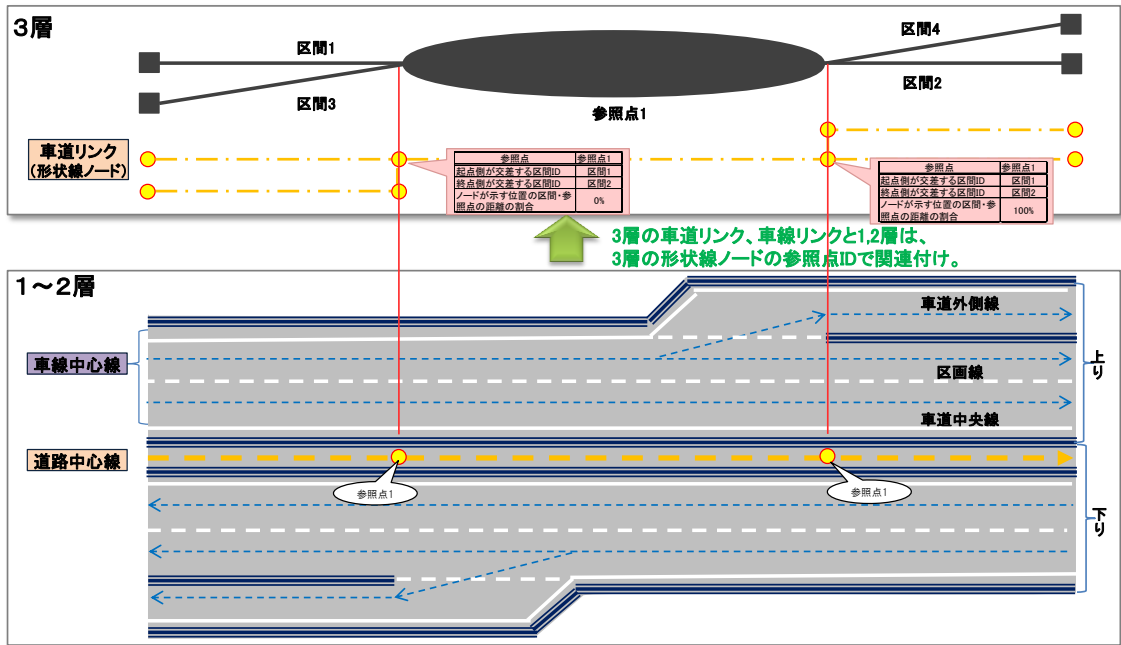 ３層
区間1
区間4
区間3
区間2
参照点1
車道リンク
(形状線ノード)
参照点 参照点1
起点側が交差する区間ID 区間1
終点側が交差する区間ID 区間2
ノードが示す位置の区間・参
照点の距離の割合 0%
参照点 参照点1
起点側が交差する区間ID 区間1
終点側が交差する区間ID 区間2
ノードが示す位置の区間・参
照点の距離の割合 100%
3層の車道リンク、車線リンクと1,2層は、
3層の形状線ノードの参照点IDで関連付け。
１～２層
車道外側線
車線中心線
区画線
上り
車道中央線
道路中心線
参照点1
参照点1
下り